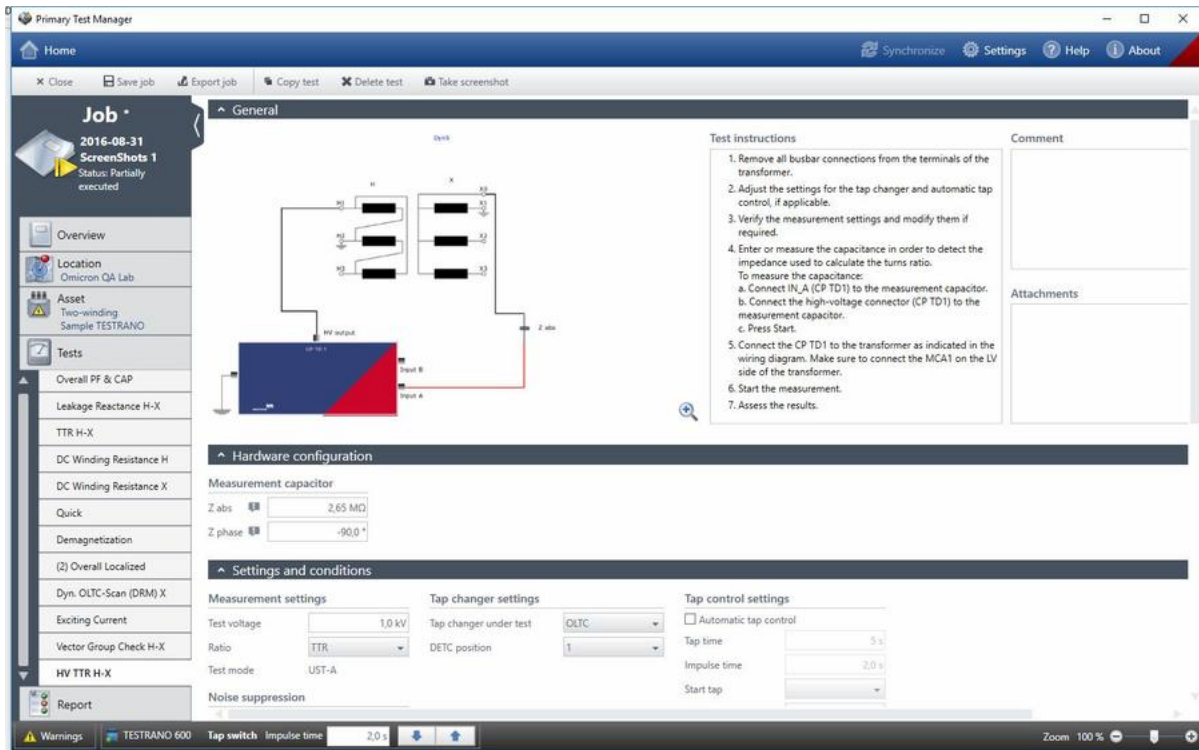 Primary Test Manager
Home
Synchronize
Settings
Help
About
Close
Save job
Export job
Copy test
Delete test
Take screenshot
Job *
2016-08-31
ScreenShots 1
Status: Partially
executed
Overview
Location
Omicron QA Lab
Asset
Two-winding
Sample TESTRANO
Tests
Overall PF & CAP
Leakage Reactance H-X
TTR H-X
DC Winding Resistance H
DC Winding Resistance X
Quick
Demagnetization
(2) Overall Localized
Dyn. OLTC-Scan (DRM) X
Exciting Current
Vector Group Check H-X
HV TTR H-X
Report
General
Dyn5
H
X
X0
H1
X1
H2
X2
H3
X3
HV output
CP TD 1
Z abs
Input B
Input A
Test instructions
1. Remove all busbar connections from the terminals of the
transformer.
2. Adjust the settings for the tap changer and automatic tap
control, if applicable.
3. Verify the measurement settings and modify them if
required.
4. Enter or measure the capacitance in order to detect the
impedance used to calculate the turns ratio.
To measure the capacitance:
a. Connect IN_A (CP TD1) to the measurement capacitor.
b. Connect the high-voltage connector (CP TD1) to the
measurement capacitor.
c. Press Start.
5. Connect the CP TD1 to the transformer as indicated in the
wiring diagram. Make sure to connect the MCA1 on the LV
side of the transformer.
6. Start the measurement.
7. Assess the results.
Comment
Attachments
Hardware configuration
Measurement capacitor
Z abs 2,65 MΩ
Z phase -90,0 °
Settings and conditions
Measurement settings
Test voltage 1,0 kV
Ratio TTR
Test mode UST-A
Noise suppression
Tap changer settings
Tap changer under test OLTC
DETC position 1
Tap control settings
Automatic tap control
Tap time 5 s
Impulse time 2,0 s
Start tap
Warnings
TESTRANO 600
Tap switch Impulse time 2,0 s
Zoom 100 %